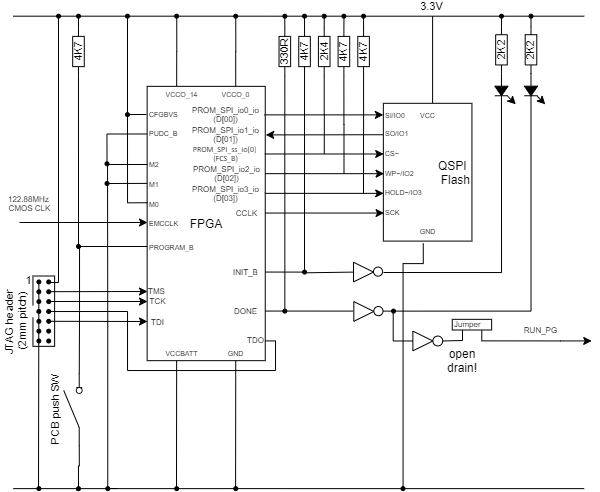 3.3V
4K7
330R
4K7
2K4
4K7
4K7
2K2
2K2
VCCO_14
VCCO_0
CFGBVS
PUDC_B
M2
M1
M0
EMCCLK
PROGRAM_B
TMS
TCK
TDI
VCCBATT
GND
FPGA
PROM_SPI_io0_io
(D[00])
PROM_SPI_io1_io
(D[01])
PROM_SPI_ss_io[0]
(FCS_B)
PROM_SPI_io2_io
(D[02])
PROM_SPI_io3_io
(D[03])
CCLK
INIT_B
DONE
TDO
VCC
SI/IO0
SO/IO1
CS~
WP~/IO2
HOLD~/IO3
SCK
QSPI
Flash
GND
122.88MHz
CMOS CLK
1
JTAG header
(2mm pitch)
PCB push SW
Jumper
open
drain!
RUN_PG